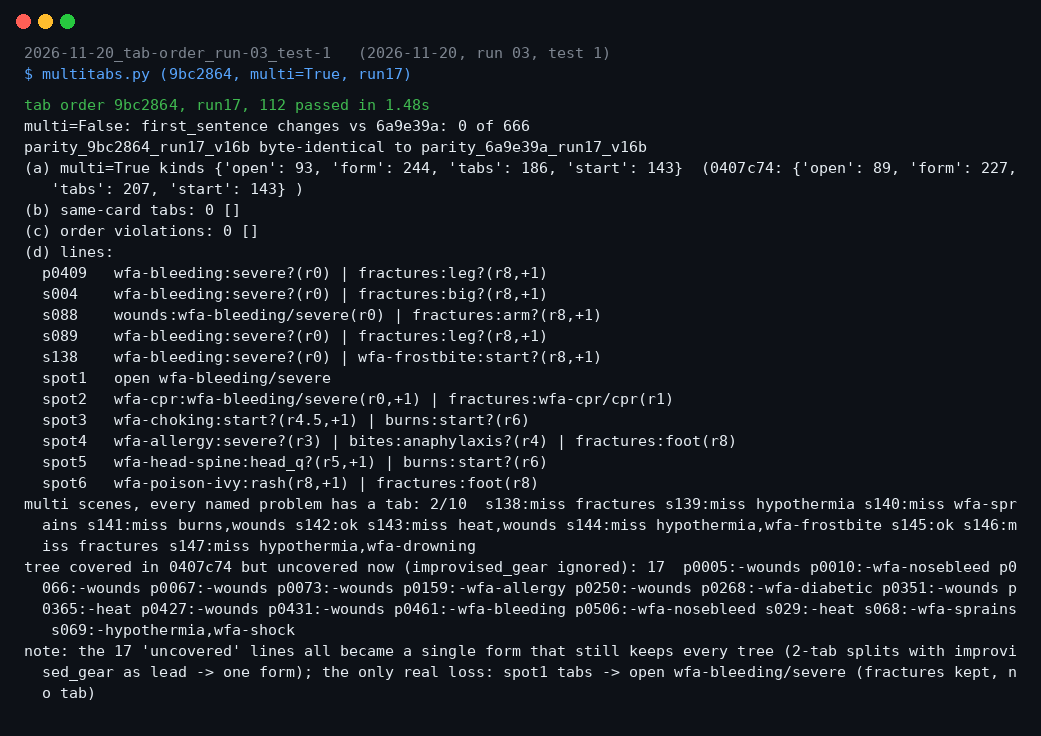 2026-11-20_tab-order_run-03_test-1   (2026-11-20, run 03, test 1)
$ multitabs.py (9bc2864, multi=True, run17)
tab order 9bc2864, run17, 112 passed in 1.48s
multi=False: first_sentence changes vs 6a9e39a: 0 of 666
parity_9bc2864_run17_v16b byte-identical to parity_6a9e39a_run17_v16b
(a) multi=True kinds {'open': 93, 'form': 244, 'tabs': 186, 'start': 143}  (0407c74: {'open': 89, 'form': 227,
   'tabs': 207, 'start': 143} )
(b) same-card tabs: 0 []
(c) order violations: 0 []
(d) lines:
  p0409   wfa-bleeding:severe?(r0) | fractures:leg?(r8,+1)
  s004    wfa-bleeding:severe?(r0) | fractures:big?(r8,+1)
  s088    wounds:wfa-bleeding/severe(r0) | fractures:arm?(r8,+1)
  s089    wfa-bleeding:severe?(r0) | fractures:leg?(r8,+1)
  s138    wfa-bleeding:severe?(r0) | wfa-frostbite:start?(r8,+1)
  spot1   open wfa-bleeding/severe
  spot2   wfa-cpr:wfa-bleeding/severe(r0,+1) | fractures:wfa-cpr/cpr(r1)
  spot3   wfa-choking:start?(r4.5,+1) | burns:start?(r6)
  spot4   wfa-allergy:severe?(r3) | bites:anaphylaxis?(r4) | fractures:foot(r8)
  spot5   wfa-head-spine:head_q?(r5,+1) | burns:start?(r6)
  spot6   wfa-poison-ivy:rash(r8,+1) | fractures:foot(r8)
multi scenes, every named problem has a tab: 2/10  s138:miss fractures s139:miss hypothermia s140:miss wfa-spr
  ains s141:miss burns,wounds s142:ok s143:miss heat,wounds s144:miss hypothermia,wfa-frostbite s145:ok s146:m
  iss fractures s147:miss hypothermia,wfa-drowning
tree covered in 0407c74 but uncovered now (improvised_gear ignored): 17  p0005:-wounds p0010:-wfa-nosebleed p0
  066:-wounds p0067:-wounds p0073:-wounds p0159:-wfa-allergy p0250:-wounds p0268:-wfa-diabetic p0351:-wounds p
  0365:-heat p0427:-wounds p0431:-wounds p0461:-wfa-bleeding p0506:-wfa-nosebleed s029:-heat s068:-wfa-sprains
   s069:-hypothermia,wfa-shock
note: the 17 'uncovered' lines all became a single form that still keeps every tree (2-tab splits with improvi
  sed_gear as lead -> one form); the only real loss: spot1 tabs -> open wfa-bleeding/severe (fractures kept, n
  o tab)